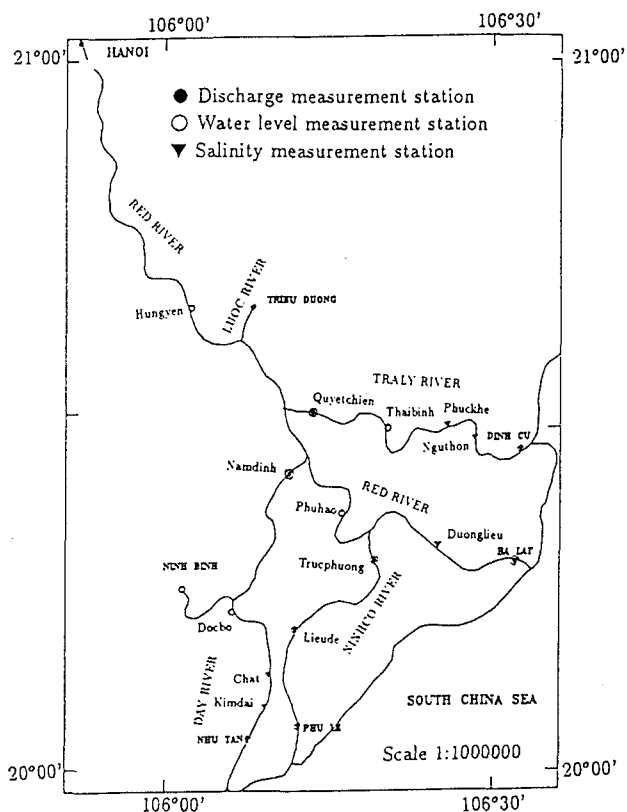 106°00'
106°30'
21°00'
HANOI
21°00'
Discharge measurement station
Water level measurement station
Salinity measurement station
RED RIVER
LUOC RIVER
TRIEU DUONG
Hungyen
TRALY RIVER
Quyetchien
Phuckhe
Thaibinh
DINH CU
Nguthon
Namdinh
RED RIVER
Phuhao
Duonglieu
BA LAT
Trucphuong
NINH BINH
NINHCO RIVER
Docbo
Lieude
DAY RIVER
Chat
Kimdai
SOUTH CHINA SEA
NHU TAN
PHU LE
Scale 1:1000000
20°00'
20°00'
106°00'
106°30'